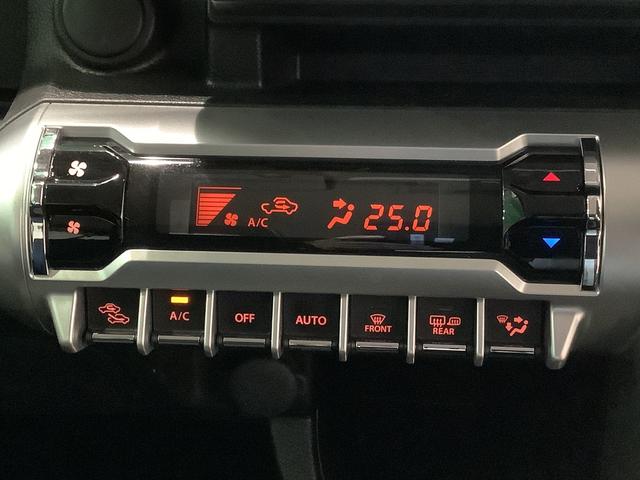 A/C 25.0
A/C OFF AUTO FRONT REAR